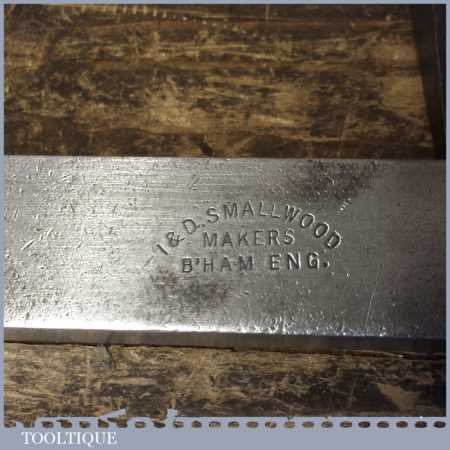 I & D. SMALLWOOD
MAKERS
B'HAM ENG.
TOOLTIQUE